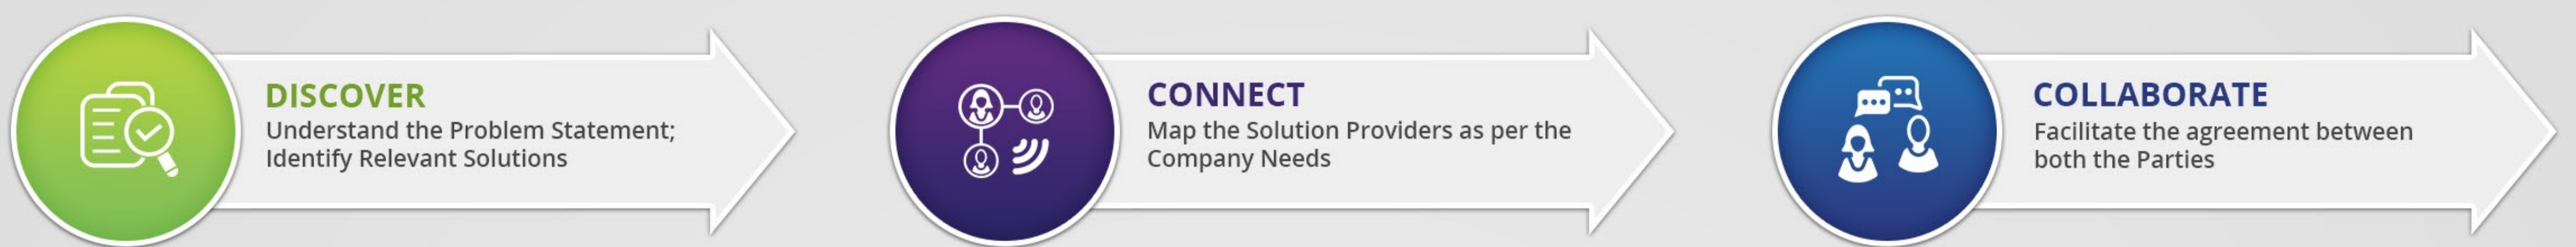 DISCOVER
Understand the Problem Statement;
Identify Relevant Solutions
CONNECT
Map the Solution Providers as per the
Company Needs
COLLABORATE
Facilitate the agreement between
both the Parties